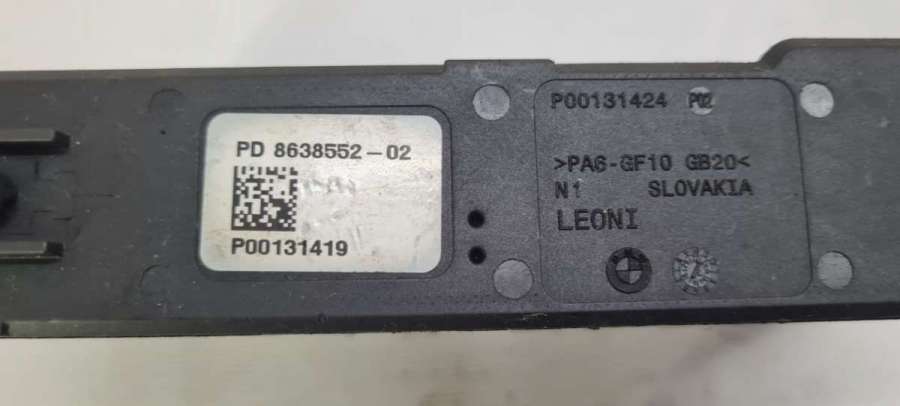 PD 8638552-02
P00131419
P00131424 P02
>PA6-GF10 GB20<
N1 SLOVAKIA
LEONI